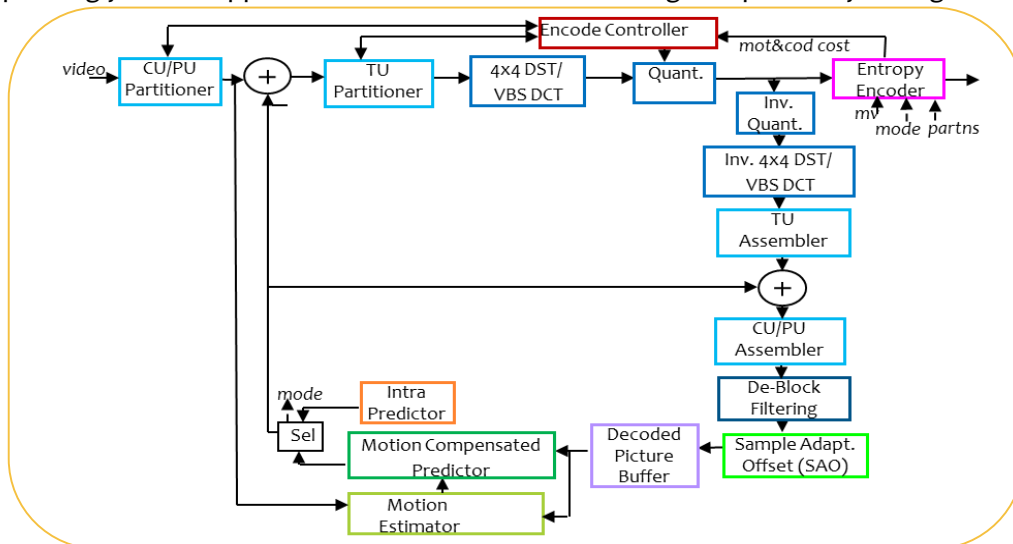 Encode Controller
mot&cod cost
video
CU/PU
Partitioner
+
TU
Partitioner
4x4 DST/
VBS DCT
Quant.
Entropy
Encoder
Inv.
Quant.
mv
mode
partns
Inv. 4x4 DST/
VBS DCT
TU
Assembler
+
CU/PU
Assembler
De-Block
Filtering
mode
Intra
Predictor
Sel
Motion Compensated
Predictor
Decoded
Picture
Buffer
Sample Adapt.
Offset (SAO)
Motion
Estimator